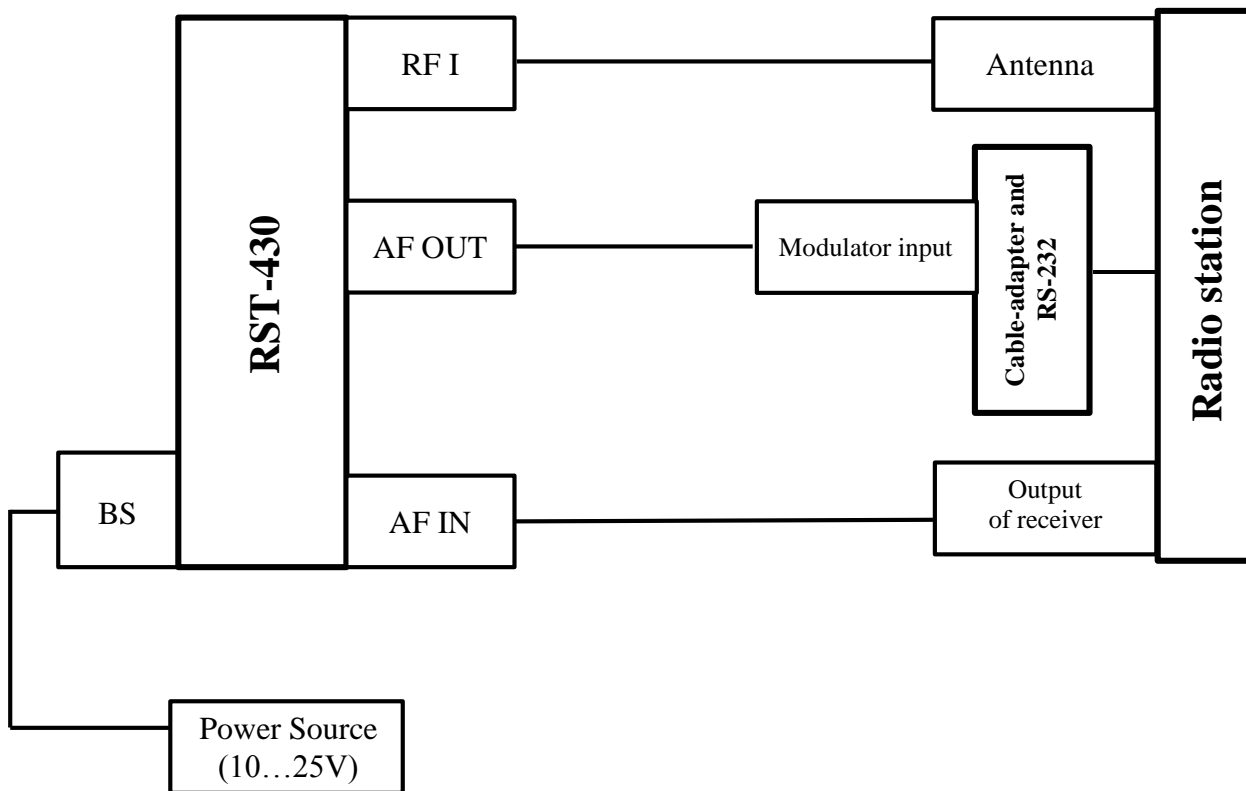 RF I
Antenna
RST-430
AF OUT
Modulator input
Cable-adapter and
RS-232
Radio station
BS
AF IN
Output
of receiver
Power Source
(10…25V)